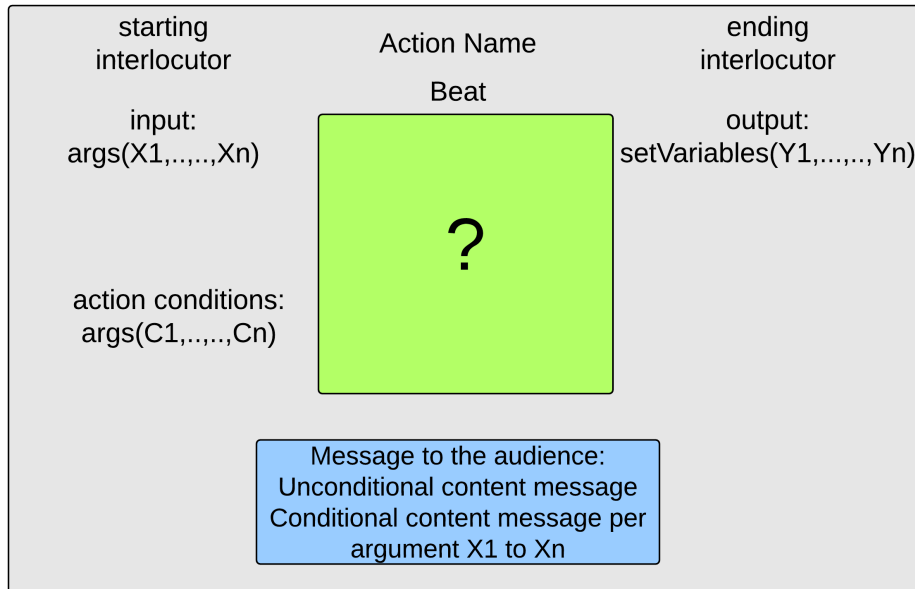 starting
interlocutor
Action Name
ending
interlocutor
Beat
input:
args(X1,..,..,Xn)
output:
setVariables(Y1,...,..,Yn)
?
action conditions:
args(C1,..,..,Cn)
Message to the audience:
Unconditional content message
Conditional content message per
argument X1 to Xn